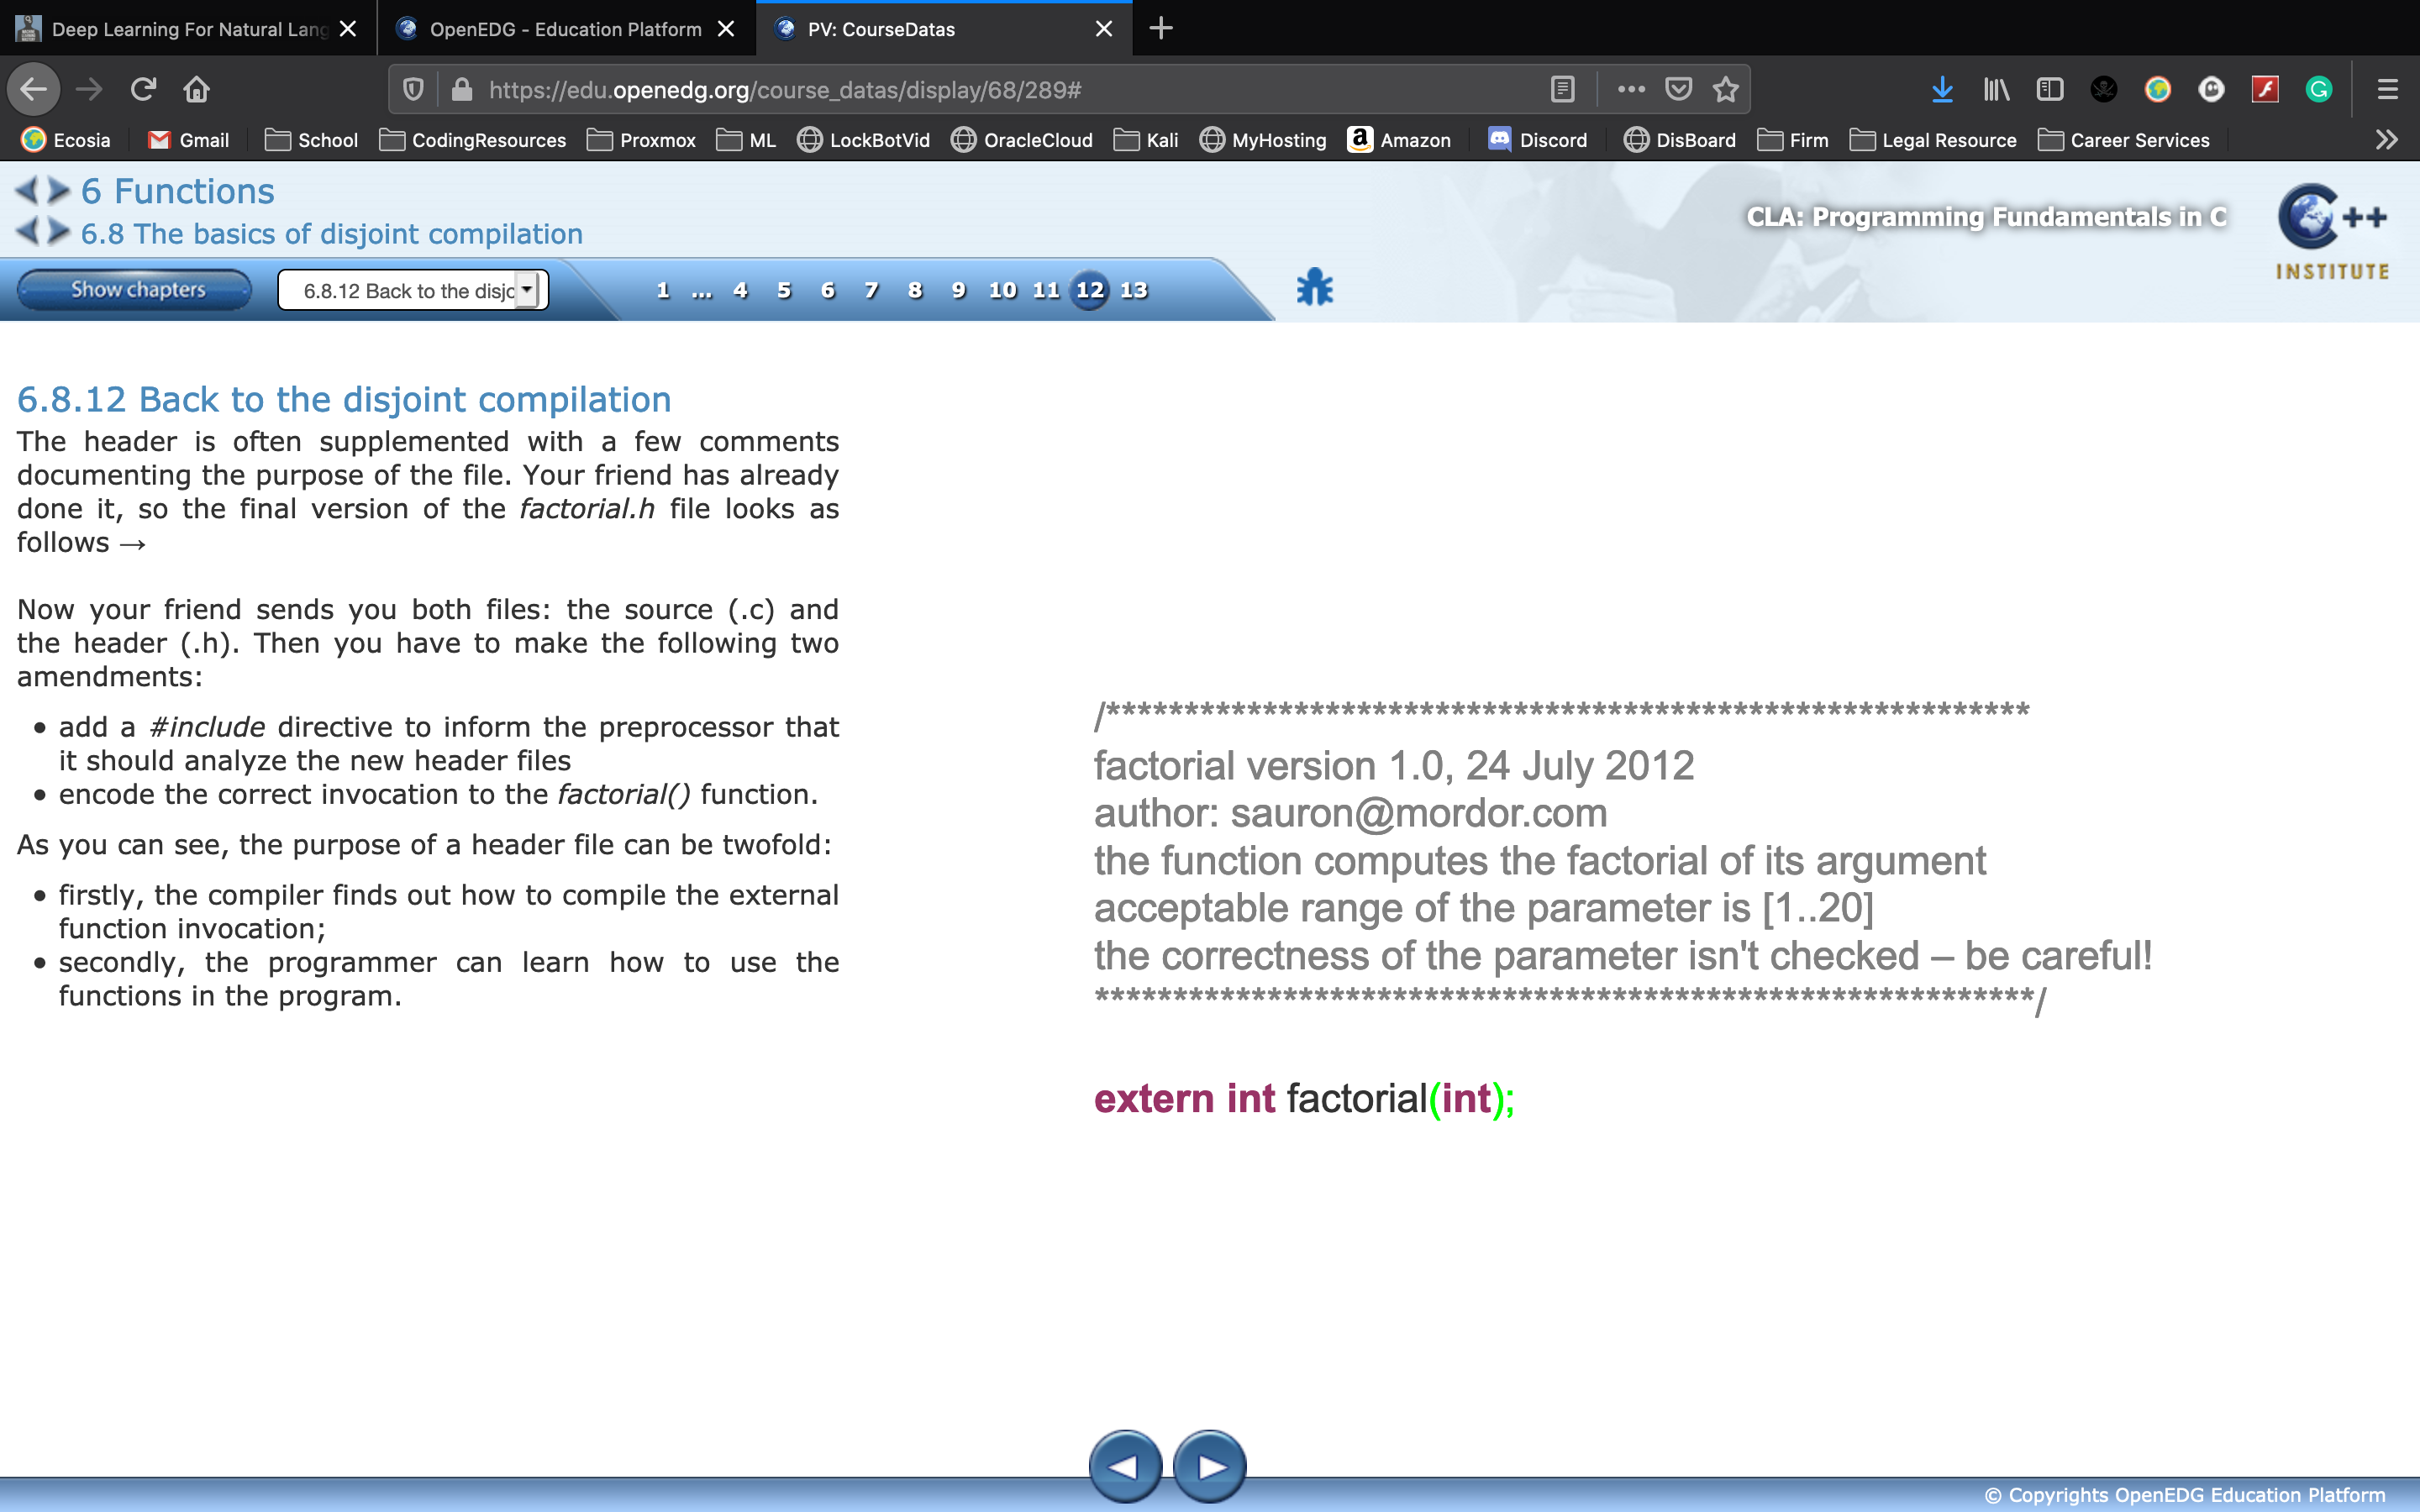 Deep Learning For Natural Lang
OpenEDG - Education Platform
PV: CourseDatas
https://edu.openedg.org/course_datas/display/68/289#
Ecosia
Gmail
School
CodingResources
Proxmox
ML
LockBotVid
OracleCloud
Kali
MyHosting
Amazon
Discord
DisBoard
Firm
Legal Resource
Career Services
6 Functions
6.8 The basics of disjoint compilation
CLA: Programming Fundamentals in C
C++
INSTITUTE
Show chapters
6.8.12 Back to the disjo
1 ... 4 5 6 7 8 9 10 11 12 13
6.8.12 Back to the disjoint compilation
The header is often supplemented with a few comments
documenting the purpose of the file. Your friend has already
done it, so the final version of the factorial.h file looks as
follows →
Now your friend sends you both files: the source (.c) and
the header (.h). Then you have to make the following two
amendments:
• add a #include directive to inform the preprocessor that
it should analyze the new header files
• encode the correct invocation to the factorial() function.
As you can see, the purpose of a header file can be twofold:
• firstly, the compiler finds out how to compile the external
function invocation;
• secondly, the programmer can learn how to use the
functions in the program.
/************************************************************
factorial version 1.0, 24 July 2012
author: sauron@mordor.com
the function computes the factorial of its argument
acceptable range of the parameter is [1..20]
the correctness of the parameter isn't checked – be careful!
************************************************************/
extern int factorial(int);
© Copyrights OpenEDG Education Platform